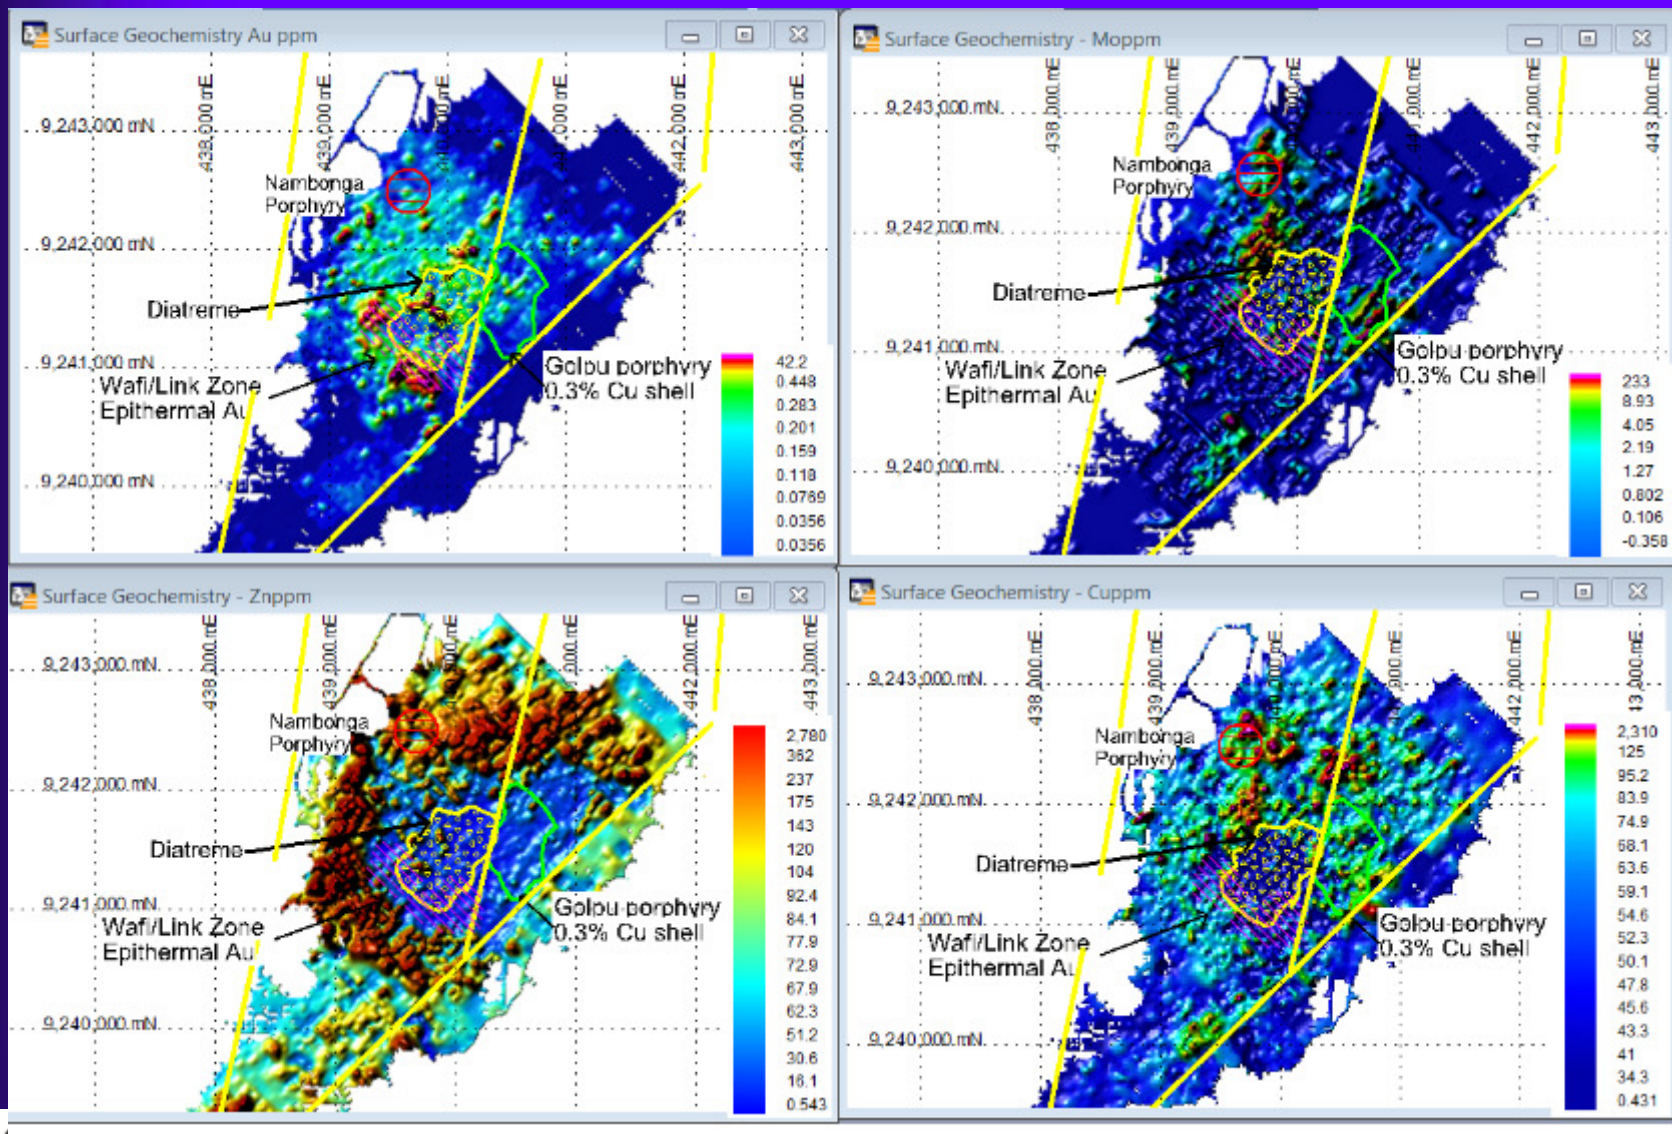 Surface Geochemistry Au ppm
9,243,000 mN
9,242,000 mN
9,241,000 mN
9,240,000 mN
438,000 mE
439,000 mE
442,000 mE
443,000 mE
Nambonga
Porphyry
Diatreme
Wafi/Link Zone
Epithermal Au
Golpu porphyry
0.3% Cu shell
42.2
0.448
0.283
0.201
0.159
0.118
0.0769
0.0356
0.0356
Surface Geochemistry - Moppm
9,243,000 mN
9,242,000 mN
9,241,000 mN
9,240,000 mN
438,000 mE
439,000 mE
442,000 mE
Nambonga
Porphyry
Diatreme
Wafi/Link Zone
Epithermal Au
Golpu porphyry
0.3% Cu shell
233
8.93
4.05
2.19
1.27
0.802
0.106
-0.358
Surface Geochemistry - Znppm
9,243,000 mN
9,242,000 mN
9,241,000 mN
9,240,000 mN
438,000 mE
439,000 mE
442,000 mE
443,000 mE
Nambonga
Porphyry
Diatreme
Wafi/Link Zone
Epithermal Au
Golpu porphyry
0.3% Cu shell
2,780
362
237
175
143
120
104
92.4
84.1
77.9
72.9
67.9
62.3
51.2
30.6
16.1
0.543
Surface Geochemistry - Cuppm
9,243,000 mN
9,242,000 mN
9,241,000 mN
9,240,000 mN
438,000 mE
439,000 mE
442,000 mE
Nambonga
Porphyry
Diatreme
Wafi/Link Zone
Epithermal Au
Golpu porphyry
0.3% Cu shell
2,310
125
95.2
83.9
74.9
68.1
63.6
59.1
54.6
52.3
50.1
47.8
45.6
43.3
41
34.3
0.431